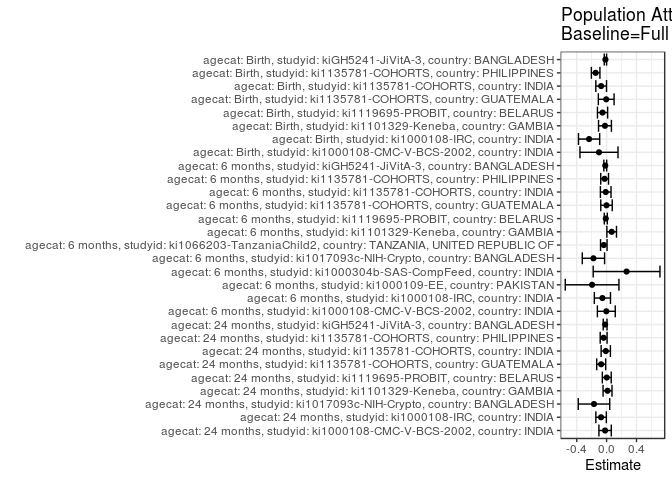 Population Att
Baseline=Full
agecat: Birth, studyid: kiGH5241-JiVitA-3, country: BANGLADESH
agecat: Birth, studyid: ki1135781-COHORTS, country: PHILIPPINES
agecat: Birth, studyid: ki1135781-COHORTS, country: INDIA
agecat: Birth, studyid: ki1135781-COHORTS, country: GUATEMALA
agecat: Birth, studyid: ki1119695-PROBIT, country: BELARUS
agecat: Birth, studyid: ki1101329-Keneba, country: GAMBIA
agecat: Birth, studyid: ki1000108-IRC, country: INDIA
agecat: Birth, studyid: ki1000108-CMC-V-BCS-2002, country: INDIA
agecat: 6 months, studyid: kiGH5241-JiVitA-3, country: BANGLADESH
agecat: 6 months, studyid: ki1135781-COHORTS, country: PHILIPPINES
agecat: 6 months, studyid: ki1135781-COHORTS, country: INDIA
agecat: 6 months, studyid: ki1135781-COHORTS, country: GUATEMALA
agecat: 6 months, studyid: ki1119695-PROBIT, country: BELARUS
agecat: 6 months, studyid: ki1101329-Keneba, country: GAMBIA
agecat: 6 months, studyid: ki1066203-TanzaniaChild2, country: TANZANIA, UNITED REPUBLIC OF
agecat: 6 months, studyid: ki1017093c-NIH-Crypto, country: BANGLADESH
agecat: 6 months, studyid: ki1000304b-SAS-CompFeed, country: INDIA
agecat: 6 months, studyid: ki1000109-EE, country: PAKISTAN
agecat: 6 months, studyid: ki1000108-IRC, country: INDIA
agecat: 6 months, studyid: ki1000108-CMC-V-BCS-2002, country: INDIA
agecat: 24 months, studyid: kiGH5241-JiVitA-3, country: BANGLADESH
agecat: 24 months, studyid: ki1135781-COHORTS, country: PHILIPPINES
agecat: 24 months, studyid: ki1135781-COHORTS, country: INDIA
agecat: 24 months, studyid: ki1135781-COHORTS, country: GUATEMALA
agecat: 24 months, studyid: ki1119695-PROBIT, country: BELARUS
agecat: 24 months, studyid: ki1101329-Keneba, country: GAMBIA
agecat: 24 months, studyid: ki1017093c-NIH-Crypto, country: BANGLADESH
agecat: 24 months, studyid: ki1000108-IRC, country: INDIA
agecat: 24 months, studyid: ki1000108-CMC-V-BCS-2002, country: INDIA
-0.4 0.0 0.4
Estimate